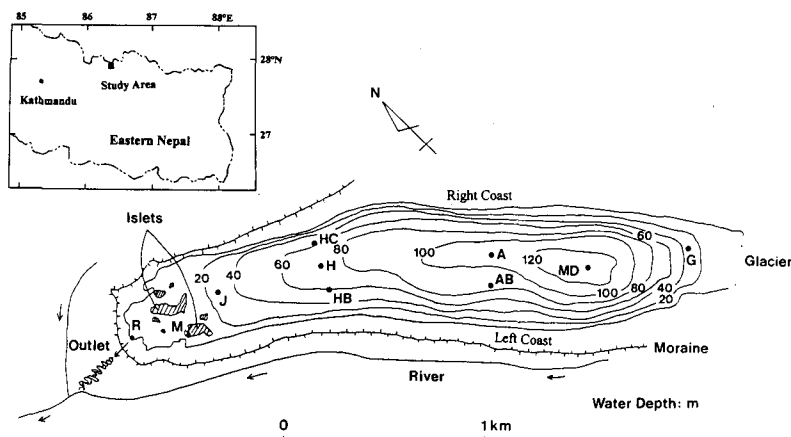 85 86 87 88°E
28°N
Study Area
Kathmandu
27
Eastern Nepal
N
Islets
Right Coast
HC
80
60
100
A
G
20
40
60
H
120
MD
Glacier
J
HB
AB
100
80
40
20
R
M
Outlet
Left Coast
Moraine
River
Water Depth: m
0 1km